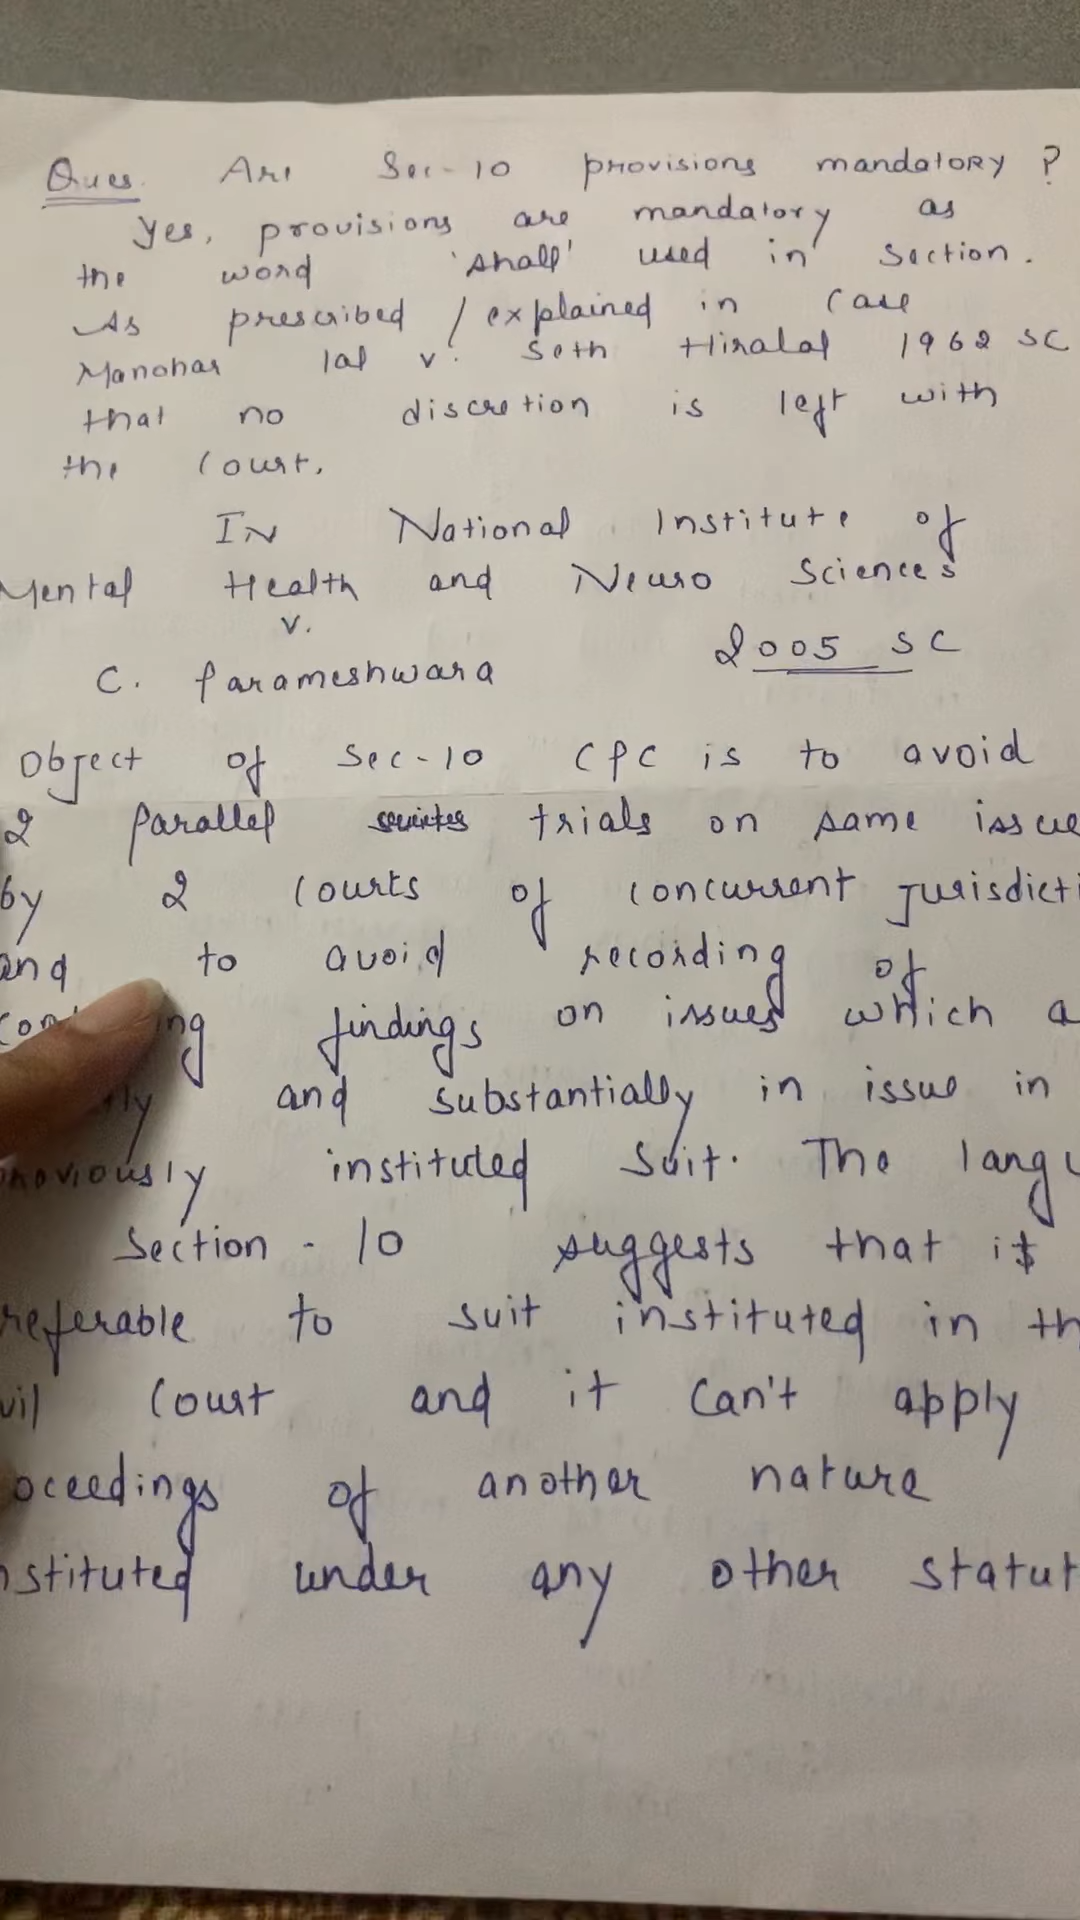 Ques. Are Sec-10 provisions mandatory?
Yes, provisions are mandatory as
the word 'shall' used in section.
As prescribed / explained in case
Manohar lal v. Seth Hiralal 1962 SC
that no discretion is left with
the Court.
IN National Institute of
Mental Health and Neuro Sciences
v.
C. Parameshwara 2005 SC
Object of Sec-10 CPC is to avoid
2 parallel trials on same issue
by 2 Courts of concurrent jurisdicti
and to avoid recording of
findings on issues which a
and substantially in issue in
previously instituted suit. The langu
Section - 10 suggests that it
referable to suit instituted in th
vil Court and it can't apply
oceedings of another nature
nstituted under any other statut